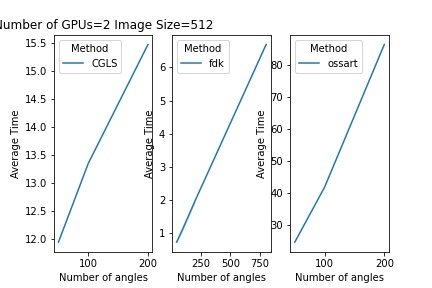 Number of GPUs=2 Image Size=512
Method
CGLS
15.5
15.0
14.5
14.0
13.5
13.0
12.5
12.0
Average Time
100
200
Number of angles
Method
fdk
6
5
4
3
2
1
Average Time
250
500
750
Number of angles
Method
ossart
80
70
60
50
40
30
Average Time
100
200
Number of angles